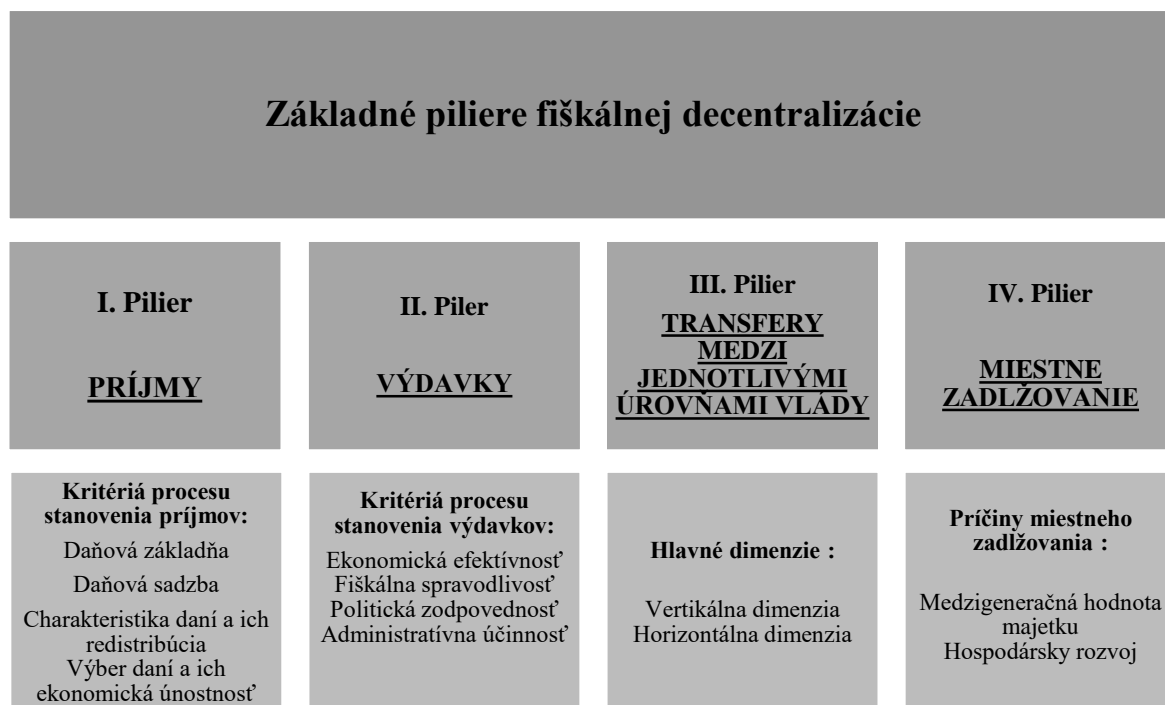 Základné piliere fiškálnej decentralizácie
I. Pilier
PRÍJMY
II. Piler
VÝDAVKY
III. Pilier
TRANSFERY
MEDZI
JEDNOTLIVÝMI
ÚROVŇAMI VLÁDY
IV. Pilier
MIESTNE
ZADLŽOVANIE
Kritériá procesu
stanovenia príjmov:
Daňová základňa
Daňová sadzba
Charakteristika daní a ich
redistribúcia
Výber daní a ich
ekonomická únostnosť
Kritériá procesu
stanovenia výdavkov:
Ekonomická efektívnosť
Fiškálna spravodlivosť
Politická zodpovednosť
Administratívna účinnosť
Hlavné dimenzie :
Vertikálna dimenzia
Horizontálna dimenzia
Príčiny miestneho
zadlžovania :
Medzigeneračná hodnota
majetku
Hospodársky rozvoj